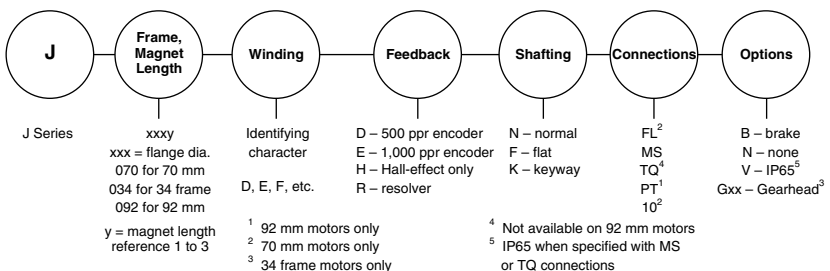 J
Frame,
Magnet
Length
Winding
Feedback
Shafting
Connections
Options
J Series
xxxy
xxx = flange dia.
070 for 70 mm
034 for 34 frame
092 for 92 mm
y = magnet length
reference 1 to 3
Identifying
character
D, E, F, etc.
D – 500 ppr encoder
E – 1,000 ppr encoder
H – Hall-effect only
R – resolver
N – normal
F – flat
K – keyway
FL²
MS
TQ⁴
PT¹
10²
B – brake
N – none
V – IP65⁵
Gxx – Gearhead³
¹ 92 mm motors only
² 70 mm motors only
³ 34 frame motors only
⁴ Not available on 92 mm motors
⁵ IP65 when specified with MS
or TQ connections